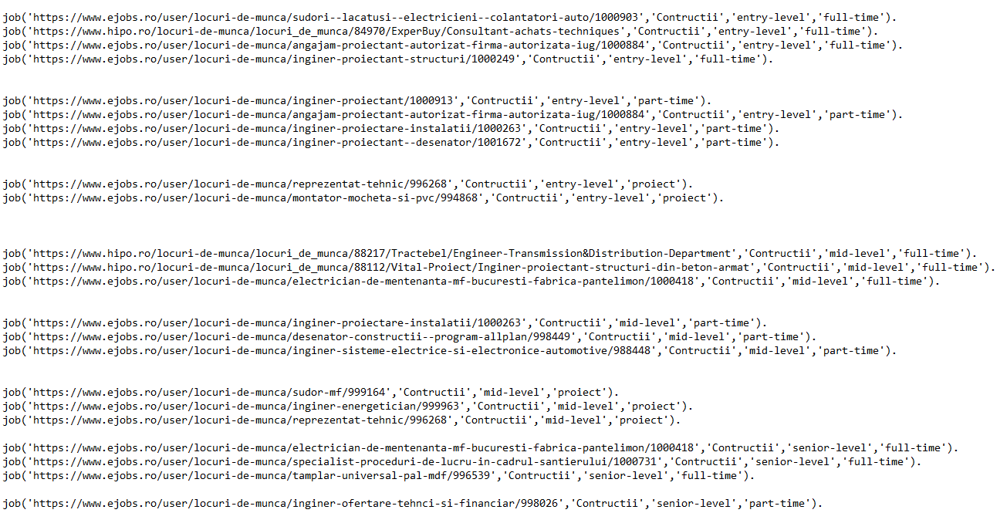 job('https://www.ejobs.ro/user/locuri-de-munca/sudori--lacatusi--electricieni--colantatori-auto/1000903','Contructii','entry-level','full-time').
job('https://www.hipo.ro/locuri-de-munca/locuri_de_munca/84970/ExperBuy/Consultant-achats-techniques','Contructii','entry-level','full-time').
job('https://www.ejobs.ro/user/locuri-de-munca/angajam-proiectant-autorizat-firma-autorizata-iug/1000884','Contructii','entry-level','full-time').
job('https://www.ejobs.ro/user/locuri-de-munca/inginer-proiectant-structuri/1000249','Contructii','entry-level','full-time').
job('https://www.ejobs.ro/user/locuri-de-munca/inginer-proiectant/1000913','Contructii','entry-level','part-time').
job('https://www.ejobs.ro/user/locuri-de-munca/angajam-proiectant-autorizat-firma-autorizata-iug/1000884','Contructii','entry-level','part-time').
job('https://www.ejobs.ro/user/locuri-de-munca/inginer-proiectare-instalatii/1000263','Contructii','entry-level','part-time').
job('https://www.ejobs.ro/user/locuri-de-munca/inginer-proiectant--desenator/1001672','Contructii','entry-level','part-time').
job('https://www.ejobs.ro/user/locuri-de-munca/reprezentat-tehnic/996268','Contructii','entry-level','proiect').
job('https://www.ejobs.ro/user/locuri-de-munca/montator-mocheta-si-pvc/994868','Contructii','entry-level','proiect').
job('https://www.hipo.ro/locuri-de-munca/locuri_de_munca/88217/Tractebel/Engineer-Transmission&Distribution-Department','Contructii','mid-level','full-time').
job('https://www.hipo.ro/locuri-de-munca/locuri_de_munca/88112/Vital-Proiect/Inginer-proiectant-structuri-din-beton-armat','Contructii','mid-level','full-time').
job('https://www.ejobs.ro/user/locuri-de-munca/electrician-de-mentenanta-mf-bucuresti-fabrica-pantelimon/1000418','Contructii','mid-level','full-time').
job('https://www.ejobs.ro/user/locuri-de-munca/inginer-proiectare-instalatii/1000263','Contructii','mid-level','part-time').
job('https://www.ejobs.ro/user/locuri-de-munca/desenator-constructii--program-allplan/998449','Contructii','mid-level','part-time').
job('https://www.ejobs.ro/user/locuri-de-munca/inginer-sisteme-electrice-si-electronice-automotive/988448','Contructii','mid-level','part-time').
job('https://www.ejobs.ro/user/locuri-de-munca/sudor-mf/999164','Contructii','mid-level','proiect').
job('https://www.ejobs.ro/user/locuri-de-munca/inginer-energetician/999963','Contructii','mid-level','proiect').
job('https://www.ejobs.ro/user/locuri-de-munca/reprezentat-tehnic/996268','Contructii','mid-level','proiect').
job('https://www.ejobs.ro/user/locuri-de-munca/electrician-de-mentenanta-mf-bucuresti-fabrica-pantelimon/1000418','Contructii','senior-level','full-time').
job('https://www.ejobs.ro/user/locuri-de-munca/specialist-proceduri-de-lucru-in-cadrul-santierului/1000731','Contructii','senior-level','full-time').
job('https://www.ejobs.ro/user/locuri-de-munca/tamplar-universal-pal-mdf/996539','Contructii','senior-level','full-time').
job('https://www.ejobs.ro/user/locuri-de-munca/inginer-ofertare-tehnci-si-financiar/998026','Contructii','senior-level','part-time').